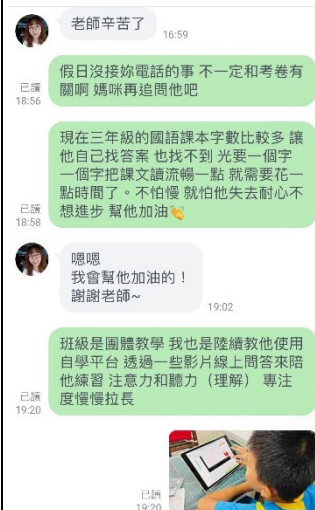 老師辛苦了
16:59
假日沒接妳電話的事 不一定和考卷有
關啊 媽咪再追問他吧
已讀
18:56
現在三年級的國語課本字數比較多 讓
他自己找答案 也找不到 光要一個字
一個字把課文讀流暢一點 就需要花一
點時間了。不怕慢 就怕他失去耐心不
想進步 幫他加油👏
已讀
18:58
嗯嗯
我會幫他加油的！
謝謝老師~
19:02
班級是團體教學 我也是陸續教他使用
自學平台 透過一些影片線上問答來陪
他練習 注意力和聽力（理解） 專注
度慢慢拉長
已讀
19:20
已讀
19:20